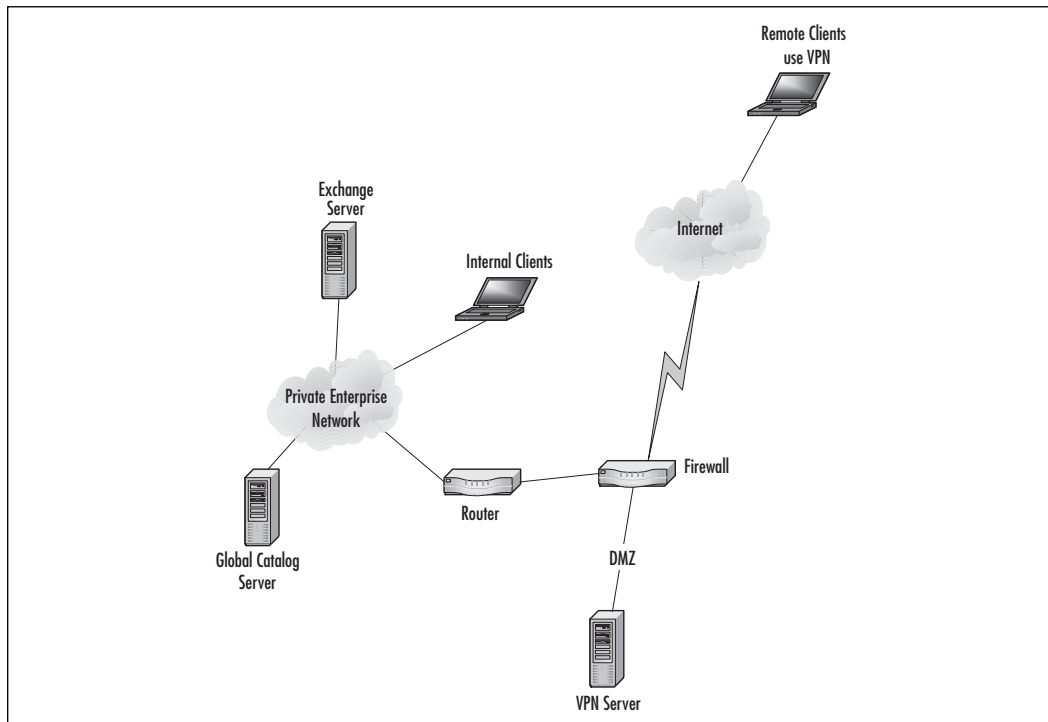 Remote Clients
use VPN
Exchange
Server
Internet
Internal Clients
Private Enterprise
Network
Firewall
Router
Global Catalog
Server
DMZ
VPN Server